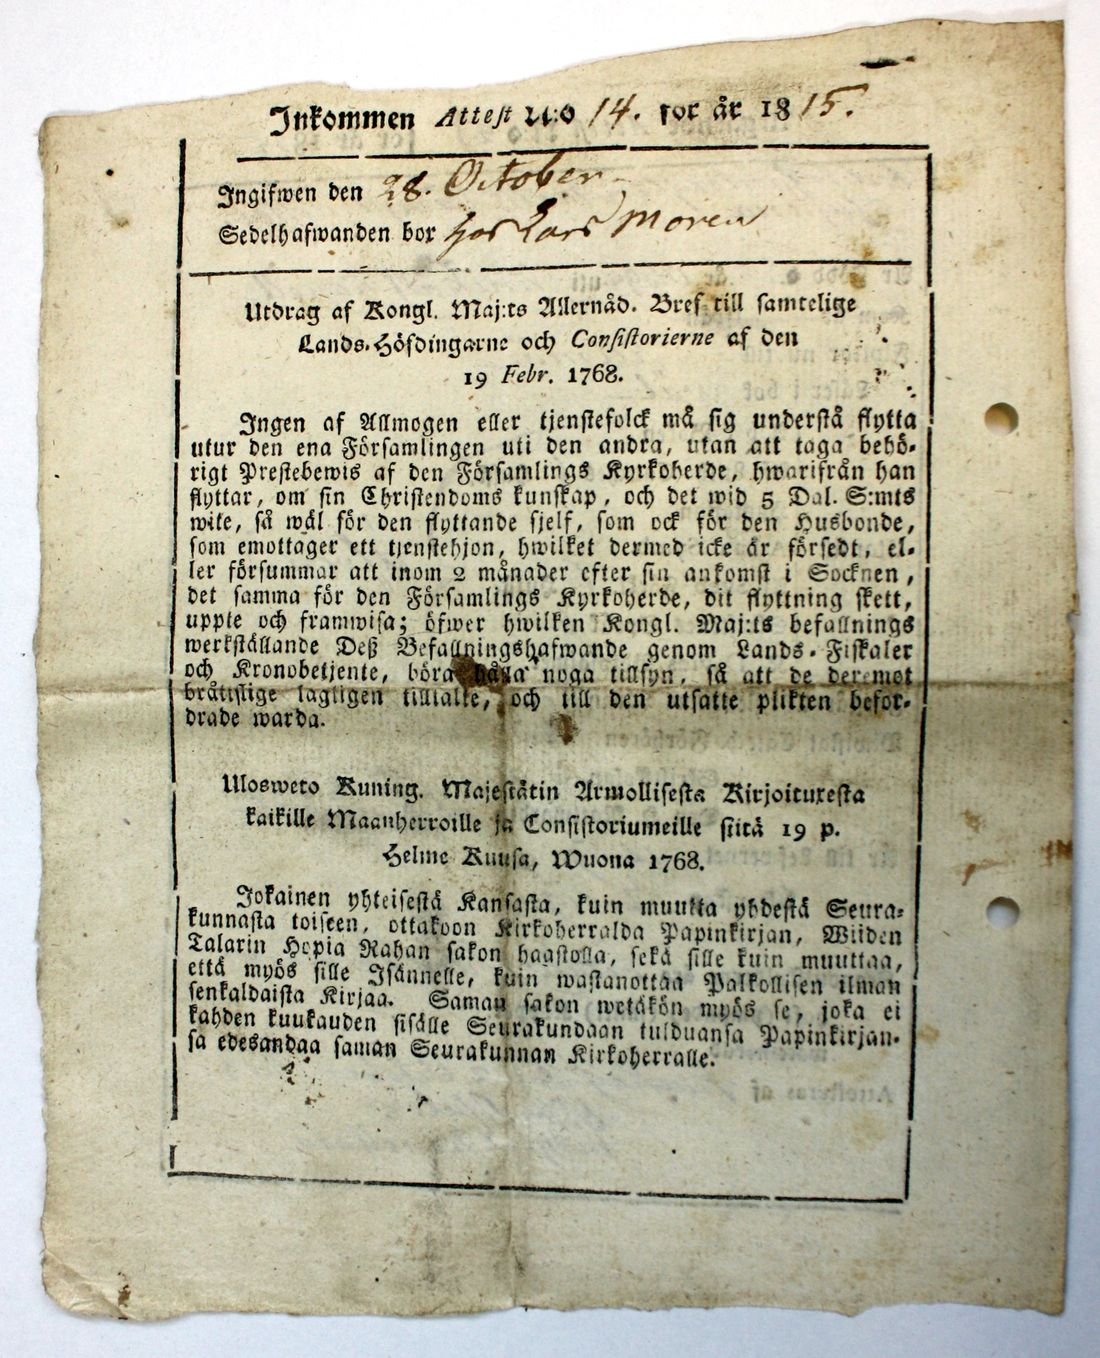 Inkommen Attest N:o 14. for år 1815.
Ingifwen den 28. October
Sedelhafwanden bor hos Lars Moren
Utdrag af Kongl. Maj:ts Allernåd. Bref till samtelige
Lands-Höfdingarne och Consistorierne af den
19 Febr. 1768.
Ingen af Allmogen eller tjenstefolck må sig understå flytta
utur den ena Församlingen uti den andra, utan att taga behö-
rigt Prestebewis af den Församlings Kyrkoherde, hwarifrån han
flyttar, om sin Christendoms kunskap, och det wid 5 Dal. S:mts
wite, så wäl för den flyttande sjelf, som ock för den Husbonde,
som emottager ett tjenstehjon, hwilket dermed icke är försedt, el-
ler försummar att inom 2 månader efter sin ankomst i Socknen,
det samma för den Församlings Kyrkoherde, dit flyttning skett,
uppte och framwisa; öfwer hwilken Kongl. Maj:ts befallnings
werkställande Deß Befallningshafwande genom Lands-Fiskaler
och Kronobetjente, böra hålla noga tillsyn, så att de deremot
bråttslige lagligen tilltalte, och till den utsatte plikten befor-
drade warda.
Ulosweto Kuning. Majestätin Armollisesta Kirjoituxesta
kaikille Maanherroille ja Consistoriumeille siitä 19 p.
Helme Kuusa, Wuona 1768.
Jokainen yhteisestä Kansasta, kuin muutta yhdestä Seura-
kunnasta toiseen, ottakoon Kirkoherralda Papinkirjan, Wiiden
Talarin Hopia Rahan sakon haastolla, sekä sille kuin muuttaa,
että myös sille Isännelle, kuin wastanottaa Palkollisen ilman
senkaldaista Kirjaa. Saman sakon wetäkön myös se, joka ei
kahden kuukauden sisälle Seurakundaan tulduansa Papinkirjan-
sa edesandaa saman Seurakunnan Kirkoherralle.